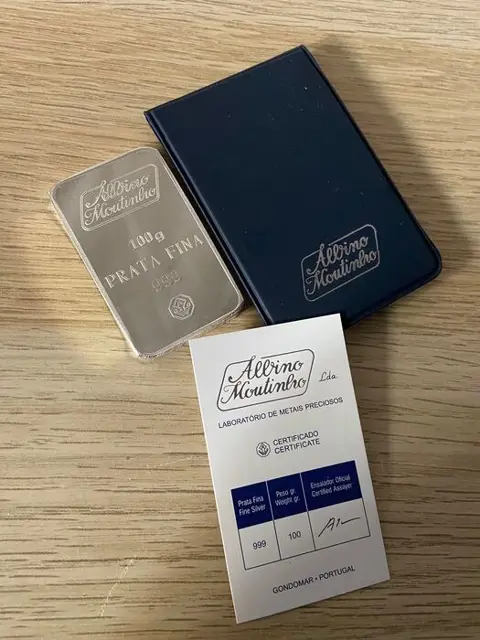 Albino
Moutinho
100g
PRATA FINA
999
Albino
Moutinho
Albino
Moutinho Lda.
LABORATÓRIO DE METAIS PRECIOSOS
CERTIFICADO
CERTIFICATE
Prata Fina
Fine Silver
Peso gr.
Weight gr.
Ensaiador Oficial
Certified Assayer
999
100
GONDOMAR • PORTUGAL